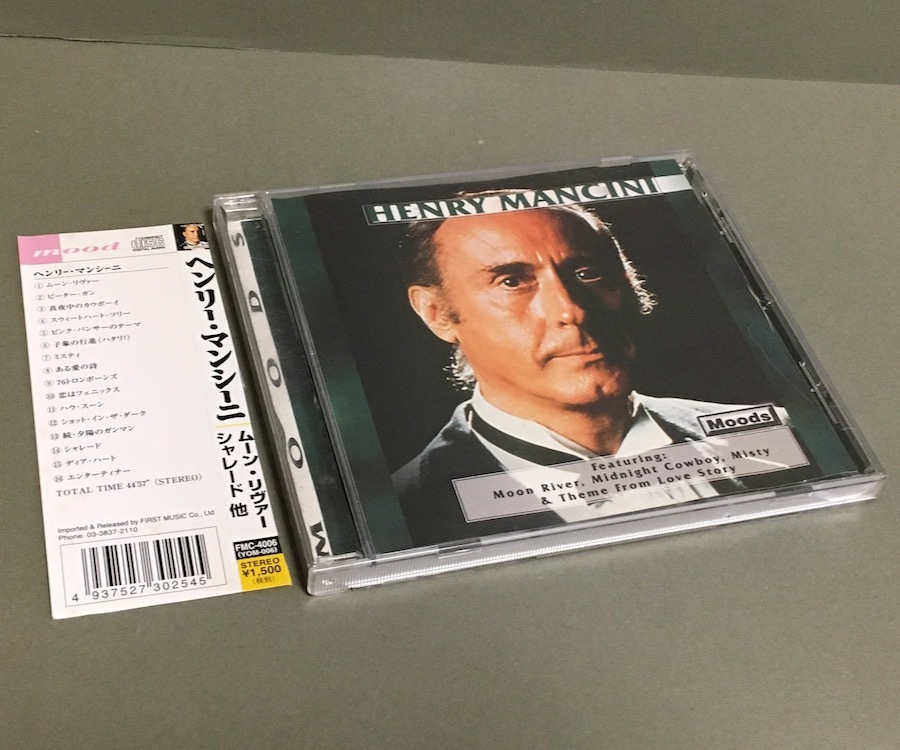 mood
COMPACT
disc
DIGITAL AUDIO
ヘンリー・マンシーニ
① ムーン・リヴァー
② ピーター・ガン
③ 真夜中のカウボーイ
④ スウィートハート・ツリー
⑤ ピンク・パンサーのテーマ
⑥ 子象の行進(ハタリ!)
⑦ ミスティ
⑧ ある愛の詩
⑨ 76トロンボーンズ
⑩ 恋はフェニックス
⑪ ハウ・スーン
⑫ ショット・イン・ザ・ダーク
⑬ 続・夕陽のガンマン
⑭ シャレード
⑮ ディア・ハート
⑯ エンターティナー
TOTAL TIME 44'57" (STEREO)
Imported & Released by FIRST MUSIC Co., Ltd
Phone: 03-3837-2110
4 937527 302545
ヘンリー・マンシーニ
ムーン・リヴァー
シャレード 他
FMC-4006
(YOM-006)
STEREO
¥1,500
(税別)
MOODS
HENRY MANCINI
Moods
Featuring:
Moon River, Midnight Cowboy, Misty
& Theme From Love Story